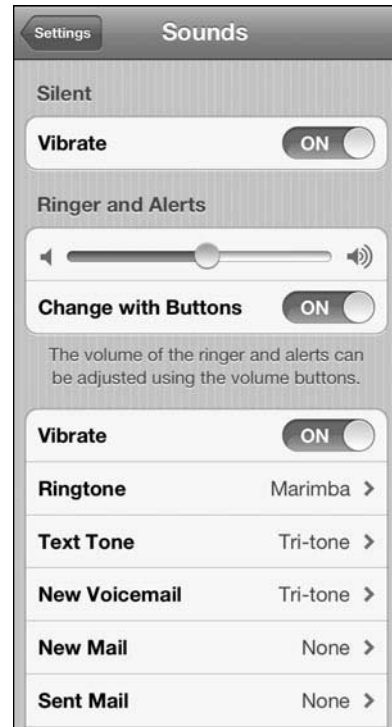 Settings
Sounds
Silent
Vibrate ON
Ringer and Alerts
Change with Buttons ON
The volume of the ringer and alerts can
be adjusted using the volume buttons.
Vibrate ON
Ringtone Marimba >
Text Tone Tri-tone >
New Voicemail Tri-tone >
New Mail None >
Sent Mail None >